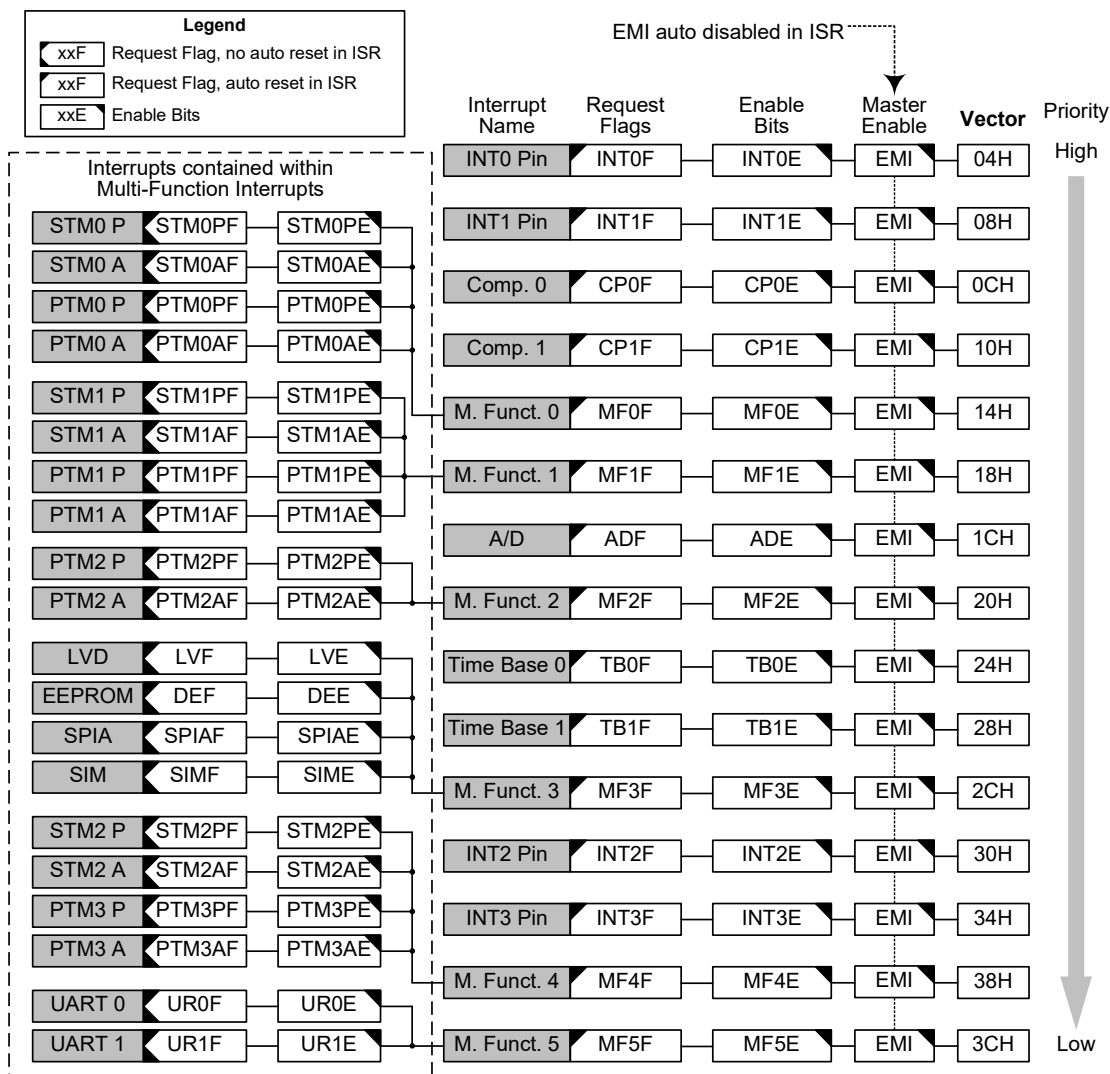 Legend
xxF Request Flag, no auto reset in ISR
xxF Request Flag, auto reset in ISR
xxE Enable Bits
EMI auto disabled in ISR
Interrupt Name Request Flags Enable Bits Master Enable Vector Priority
High
INT0 Pin INT0F INT0E EMI 04H
INT1 Pin INT1F INT1E EMI 08H
Comp. 0 CP0F CP0E EMI 0CH
Comp. 1 CP1F CP1E EMI 10H
M. Funct. 0 MF0F MF0E EMI 14H
M. Funct. 1 MF1F MF1E EMI 18H
A/D ADF ADE EMI 1CH
M. Funct. 2 MF2F MF2E EMI 20H
Time Base 0 TB0F TB0E EMI 24H
Time Base 1 TB1F TB1E EMI 28H
M. Funct. 3 MF3F MF3E EMI 2CH
INT2 Pin INT2F INT2E EMI 30H
INT3 Pin INT3F INT3E EMI 34H
M. Funct. 4 MF4F MF4E EMI 38H
M. Funct. 5 MF5F MF5E EMI 3CH
Low
Interrupts contained within
Multi-Function Interrupts
STM0 P STM0PF STM0PE
STM0 A STM0AF STM0AE
PTM0 P PTM0PF PTM0PE
PTM0 A PTM0AF PTM0AE
STM1 P STM1PF STM1PE
STM1 A STM1AF STM1AE
PTM1 P PTM1PF PTM1PE
PTM1 A PTM1AF PTM1AE
PTM2 P PTM2PF PTM2PE
PTM2 A PTM2AF PTM2AE
LVD LVF LVE
EEPROM DEF DEE
SPIA SPIAF SPIAE
SIM SIMF SIME
STM2 P STM2PF STM2PE
STM2 A STM2AF STM2AE
PTM3 P PTM3PF PTM3PE
PTM3 A PTM3AF PTM3AE
UART 0 UR0F UR0E
UART 1 UR1F UR1E